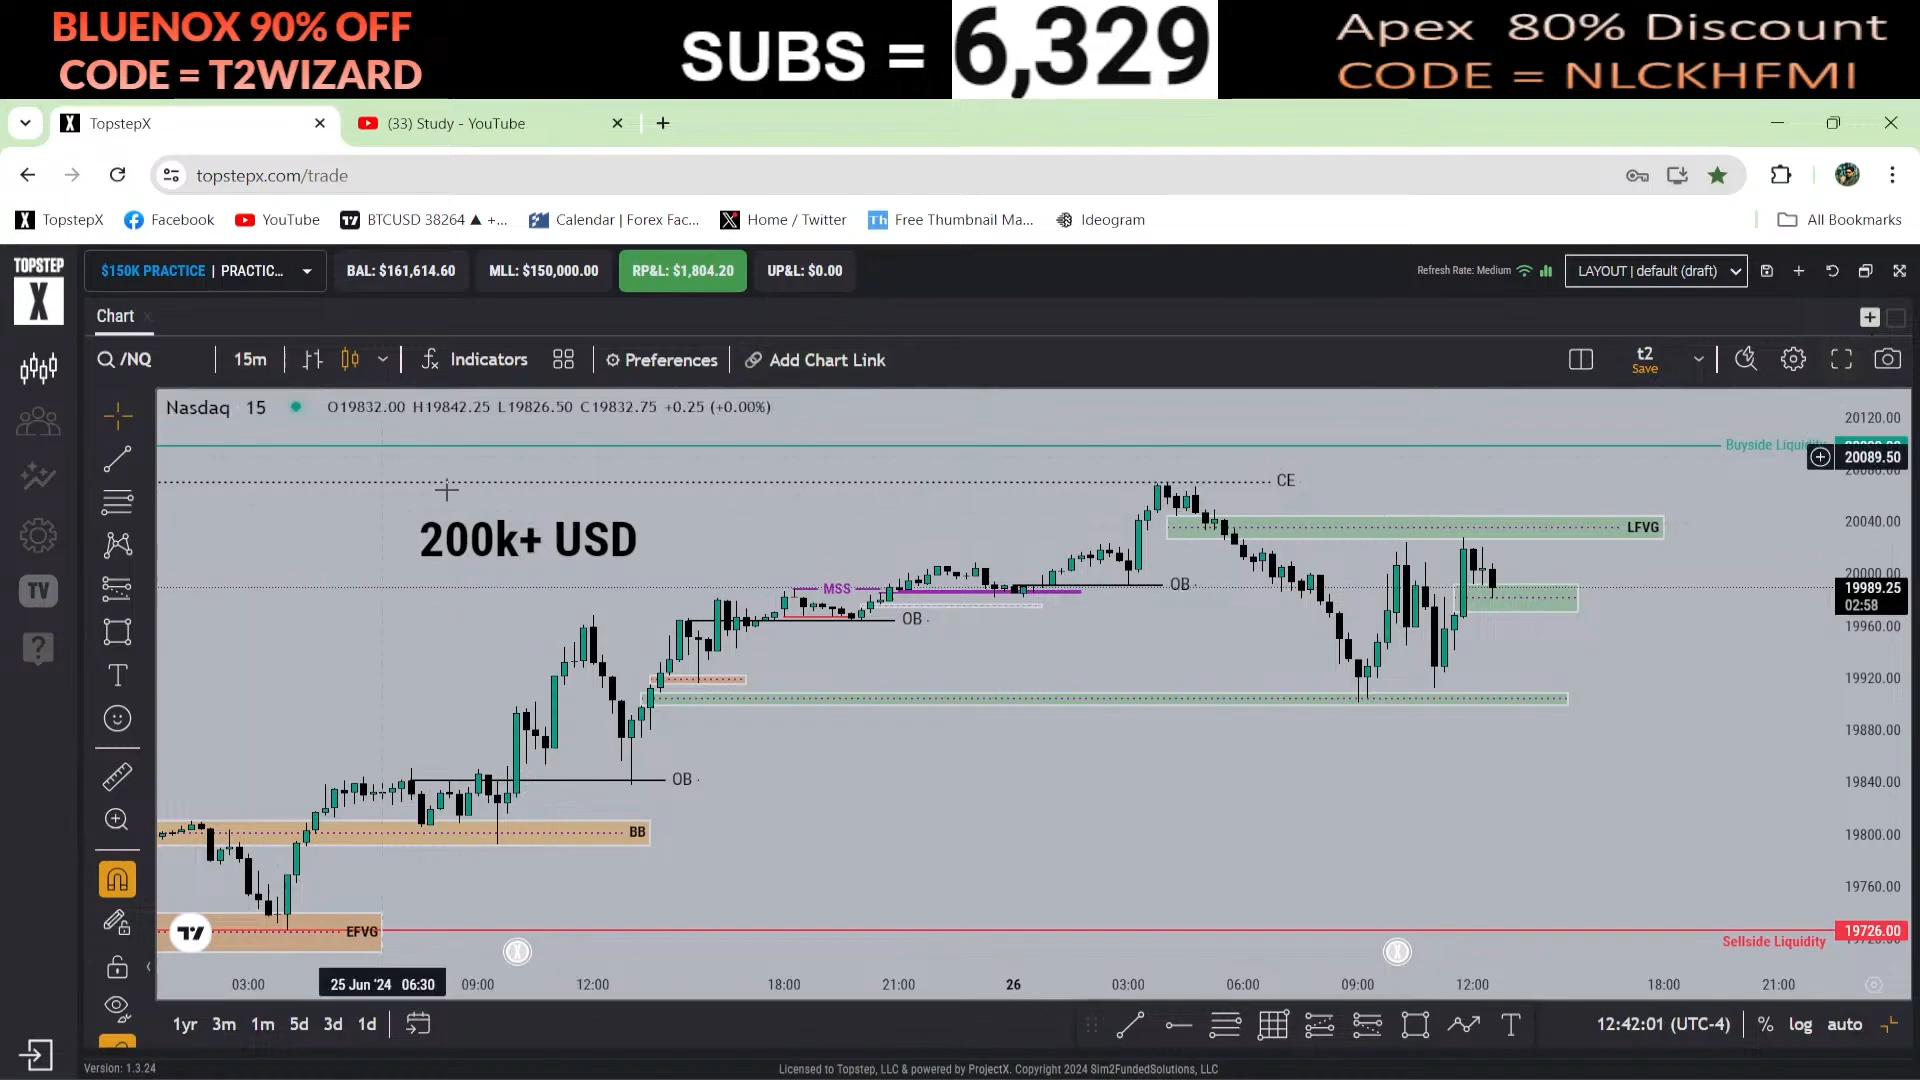 BLUENOX 90% OFF
CODE = T2WIZARD
SUBS = 6,329
Apex 80% Discount
CODE = NLCKHFMI
TopstepX
(33) Study - YouTube
topstepx.com/trade
TopstepX
Facebook
YouTube
BTCUSD 38264 ▲ +...
Calendar | Forex Fac...
Home / Twitter
Th Free Thumbnail Ma...
Ideogram
All Bookmarks
TOPSTEP
X
$150K PRACTICE | PRACTIC...
BAL: $161,614.60
MLL: $150,000.00
RP&L: $1,804.20
UP&L: $0.00
Refresh Rate: Medium
LAYOUT | default (draft)
Chart
/NQ
15m
Indicators
Preferences
Add Chart Link
t2
Save
Nasdaq 15
O19832.00 H19842.25 L19826.50 C19832.75 +0.25 (+0.00%)
20120.00
Buyside Liquidity
20089.50
CE
200k+ USD
20040.00
LFVG
20000.00
MSS
OB
19989.25
02:58
OB
19960.00
19920.00
19880.00
OB
19840.00
BB
19800.00
19760.00
EFVG
19726.00
Sellside Liquidity
TV
03:00
25 Jun '24 06:30
09:00
12:00
18:00
21:00
26
03:00
06:00
09:00
12:00
18:00
21:00
1yr 3m 1m 5d 3d 1d
12:42:01 (UTC-4)
% log auto
Version: 1.3.24
Licensed to Topstep, LLC & powered by ProjectX. Copyright 2024 Sim2FundedSolutions, LLC